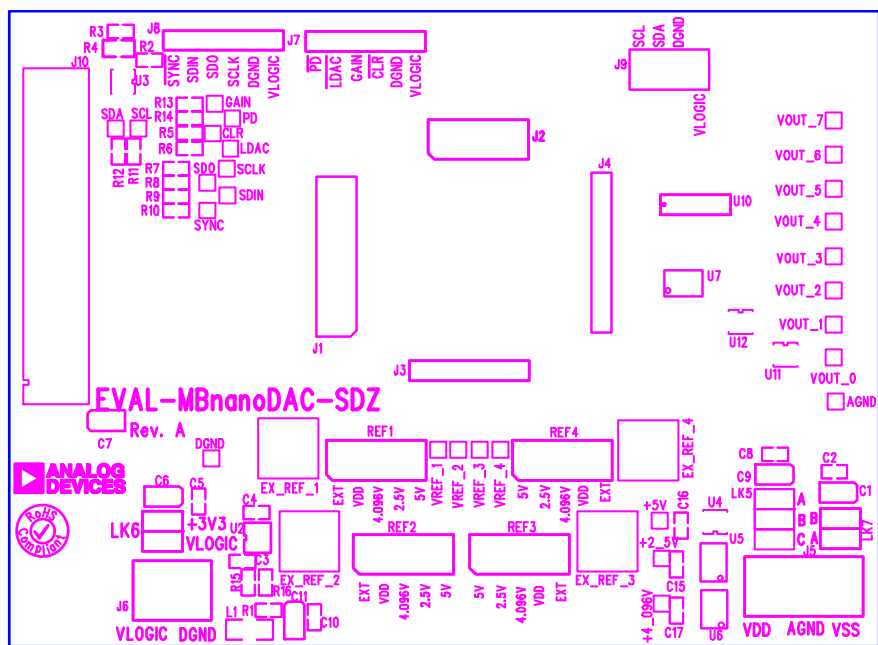 R3
R4
R2
J10
U3
J8
SYNC
SDIN
SDO
SCLK
DGND
VLOGIC
J7
PD
LDAC
GAIN
CLR
DGND
VLOGIC
J9
SCL
SDA
DGND
VLOGIC
SDA
SCL
R12
R11
R13
R14
R5
R6
R7
R8
R9
R10
GAIN
PD
CLR
LDAC
SDO
SCLK
SDIN
SYNC
J2
J4
J1
J3
U10
U7
U12
U11
VOUT_7
VOUT_6
VOUT_5
VOUT_4
VOUT_3
VOUT_2
VOUT_1
VOUT_0
AGND
EVAL-MBnanoDAC-SDZ
Rev. A
C7
DGND
ANALOG
DEVICES
RoHS
Compliant
EX_REF_1
REF1
EXT
VDD
4.096V
2.5V
5V
VREF_1
VREF_2
VREF_3
VREF_4
REF4
5V
2.5V
4.096V
VDD
EXT
EX_REF_4
C6
C5
LK6
+3V3
VLOGIC
U2
C4
C3
EX_REF_2
REF2
EXT
VDD
4.096V
2.5V
5V
REF3
5V
2.5V
4.096V
VDD
EXT
EX_REF_3
+5V
C16
U4
+2_5V
U5
C15
+4_096V
C17
U6
C8
C9
C2
C1
LK5
A
B
C
B
A
LK7
J5
VDD
AGND
VSS
J6
VLOGIC
DGND
R15
R16
L1
R1
C11
C10